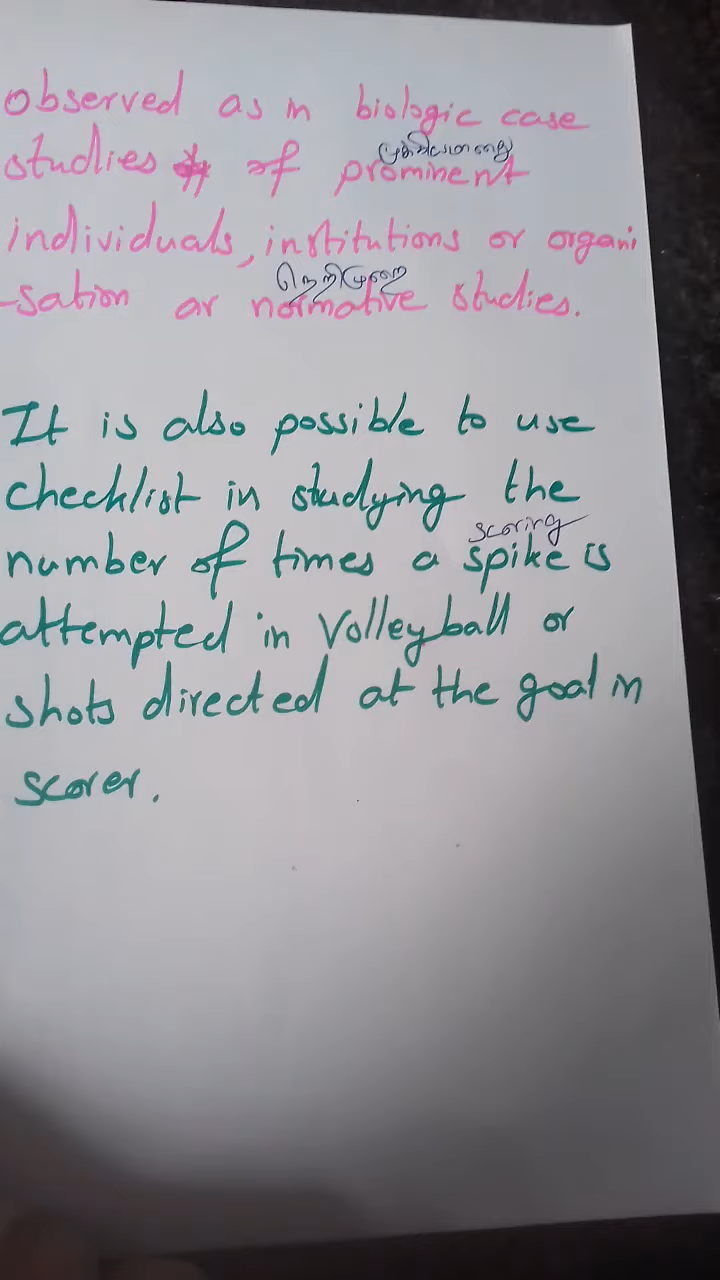 observed as in biologic case
முக்கியமானது
studies of prominent
individuals, institutions or organi
நெறிமுறை
-sation or normative studies.
It is also possible to use
checklist in studying the
scoring
number of times a spike is
attempted in Volleyball or
shots directed at the goal in
scorer.